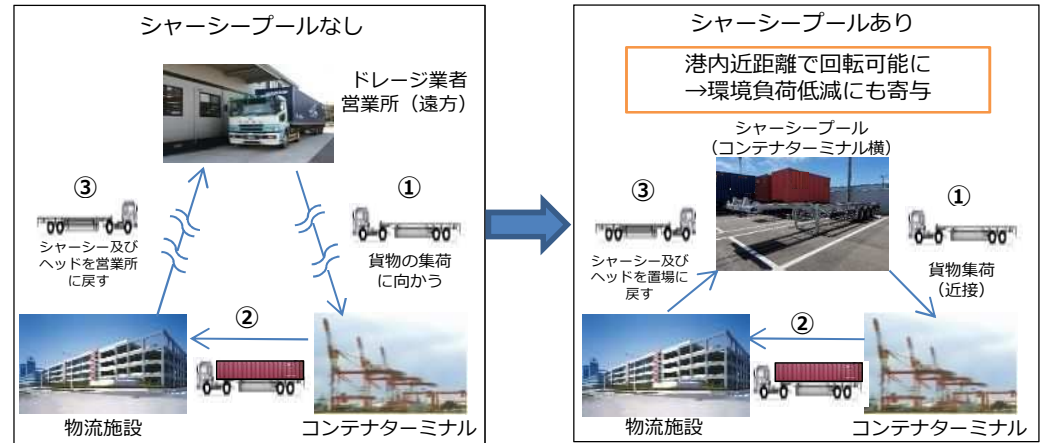 シャーシープールなし
ドレージ業者
営業所（遠方）
③
①
シャーシー及び
ヘッドを営業所
に戻す
貨物の集荷
に向かう
②
物流施設
コンテナターミナル
シャーシープールあり
港内近距離で回転可能に
→環境負荷低減にも寄与
シャーシープール
（コンテナターミナル横）
③
①
シャーシー及び
ヘッドを置場に
戻す
貨物集荷
（近接）
②
物流施設
コンテナターミナル